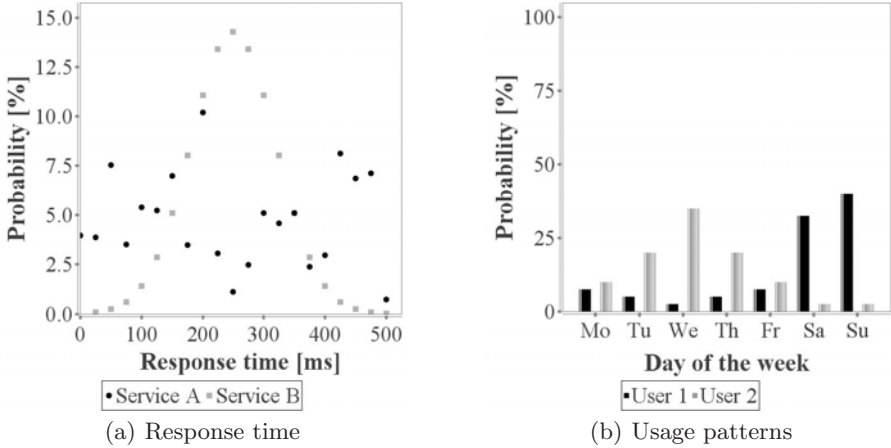 15.0
12.5
10.0
7.5
5.0
2.5
0.0
Probability [%]
0 100 200 300 400 500
Response time [ms]
Service A Service B
(a) Response time
100
75
50
25
0
Probability [%]
Mo Tu We Th Fr Sa Su
Day of the week
User 1 User 2
(b) Usage patterns